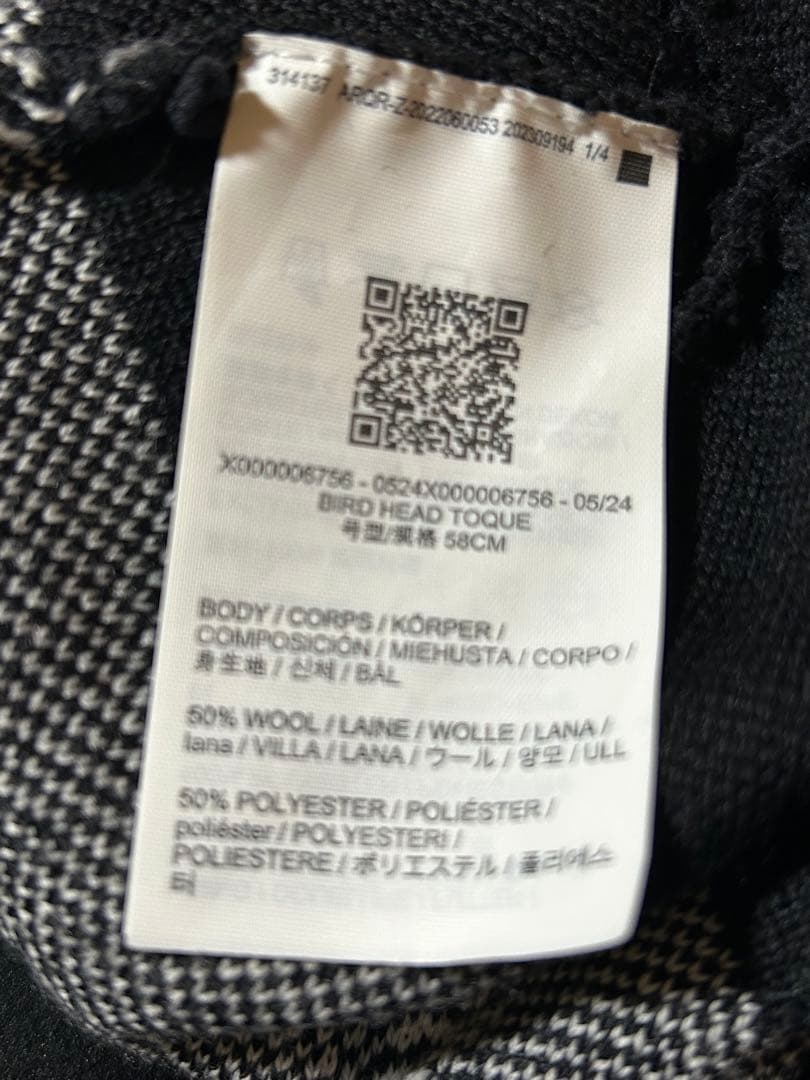 314137 ARQR-Z-2022060053 202309194 1/4
X000006756 - 0524X000006756 - 05/24
BIRD HEAD TOQUE
号型/规格 58CM
BODY / CORPS / KÖRPER /
COMPOSICIÓN / MIEHUSTA / CORPO /
身生地 / 신체 / BÅL
50% WOOL / LAINE / WOLLE / LANA /
lana / VILLA / LANA / ウール / 양모 / ULL
50% POLYESTER / POLIÉSTER /
poliéster / POLYESTERI /
POLIESTERE / ポリエステル / 폴리에스
터